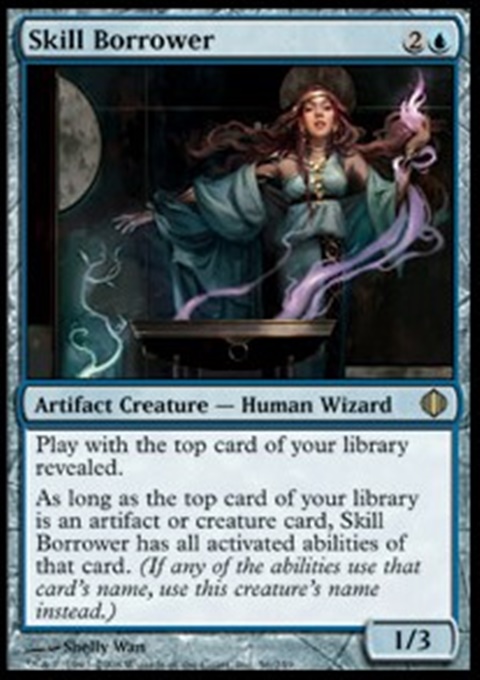 Skill Borrower 2
Artifact Creature — Human Wizard
Play with the top card of your library
revealed.
As long as the top card of your library
is an artifact or creature card, Skill
Borrower has all activated abilities of
that card. (If any of the abilities use that
card's name, use this creature's name
instead.)
Shelly Wan
1/3